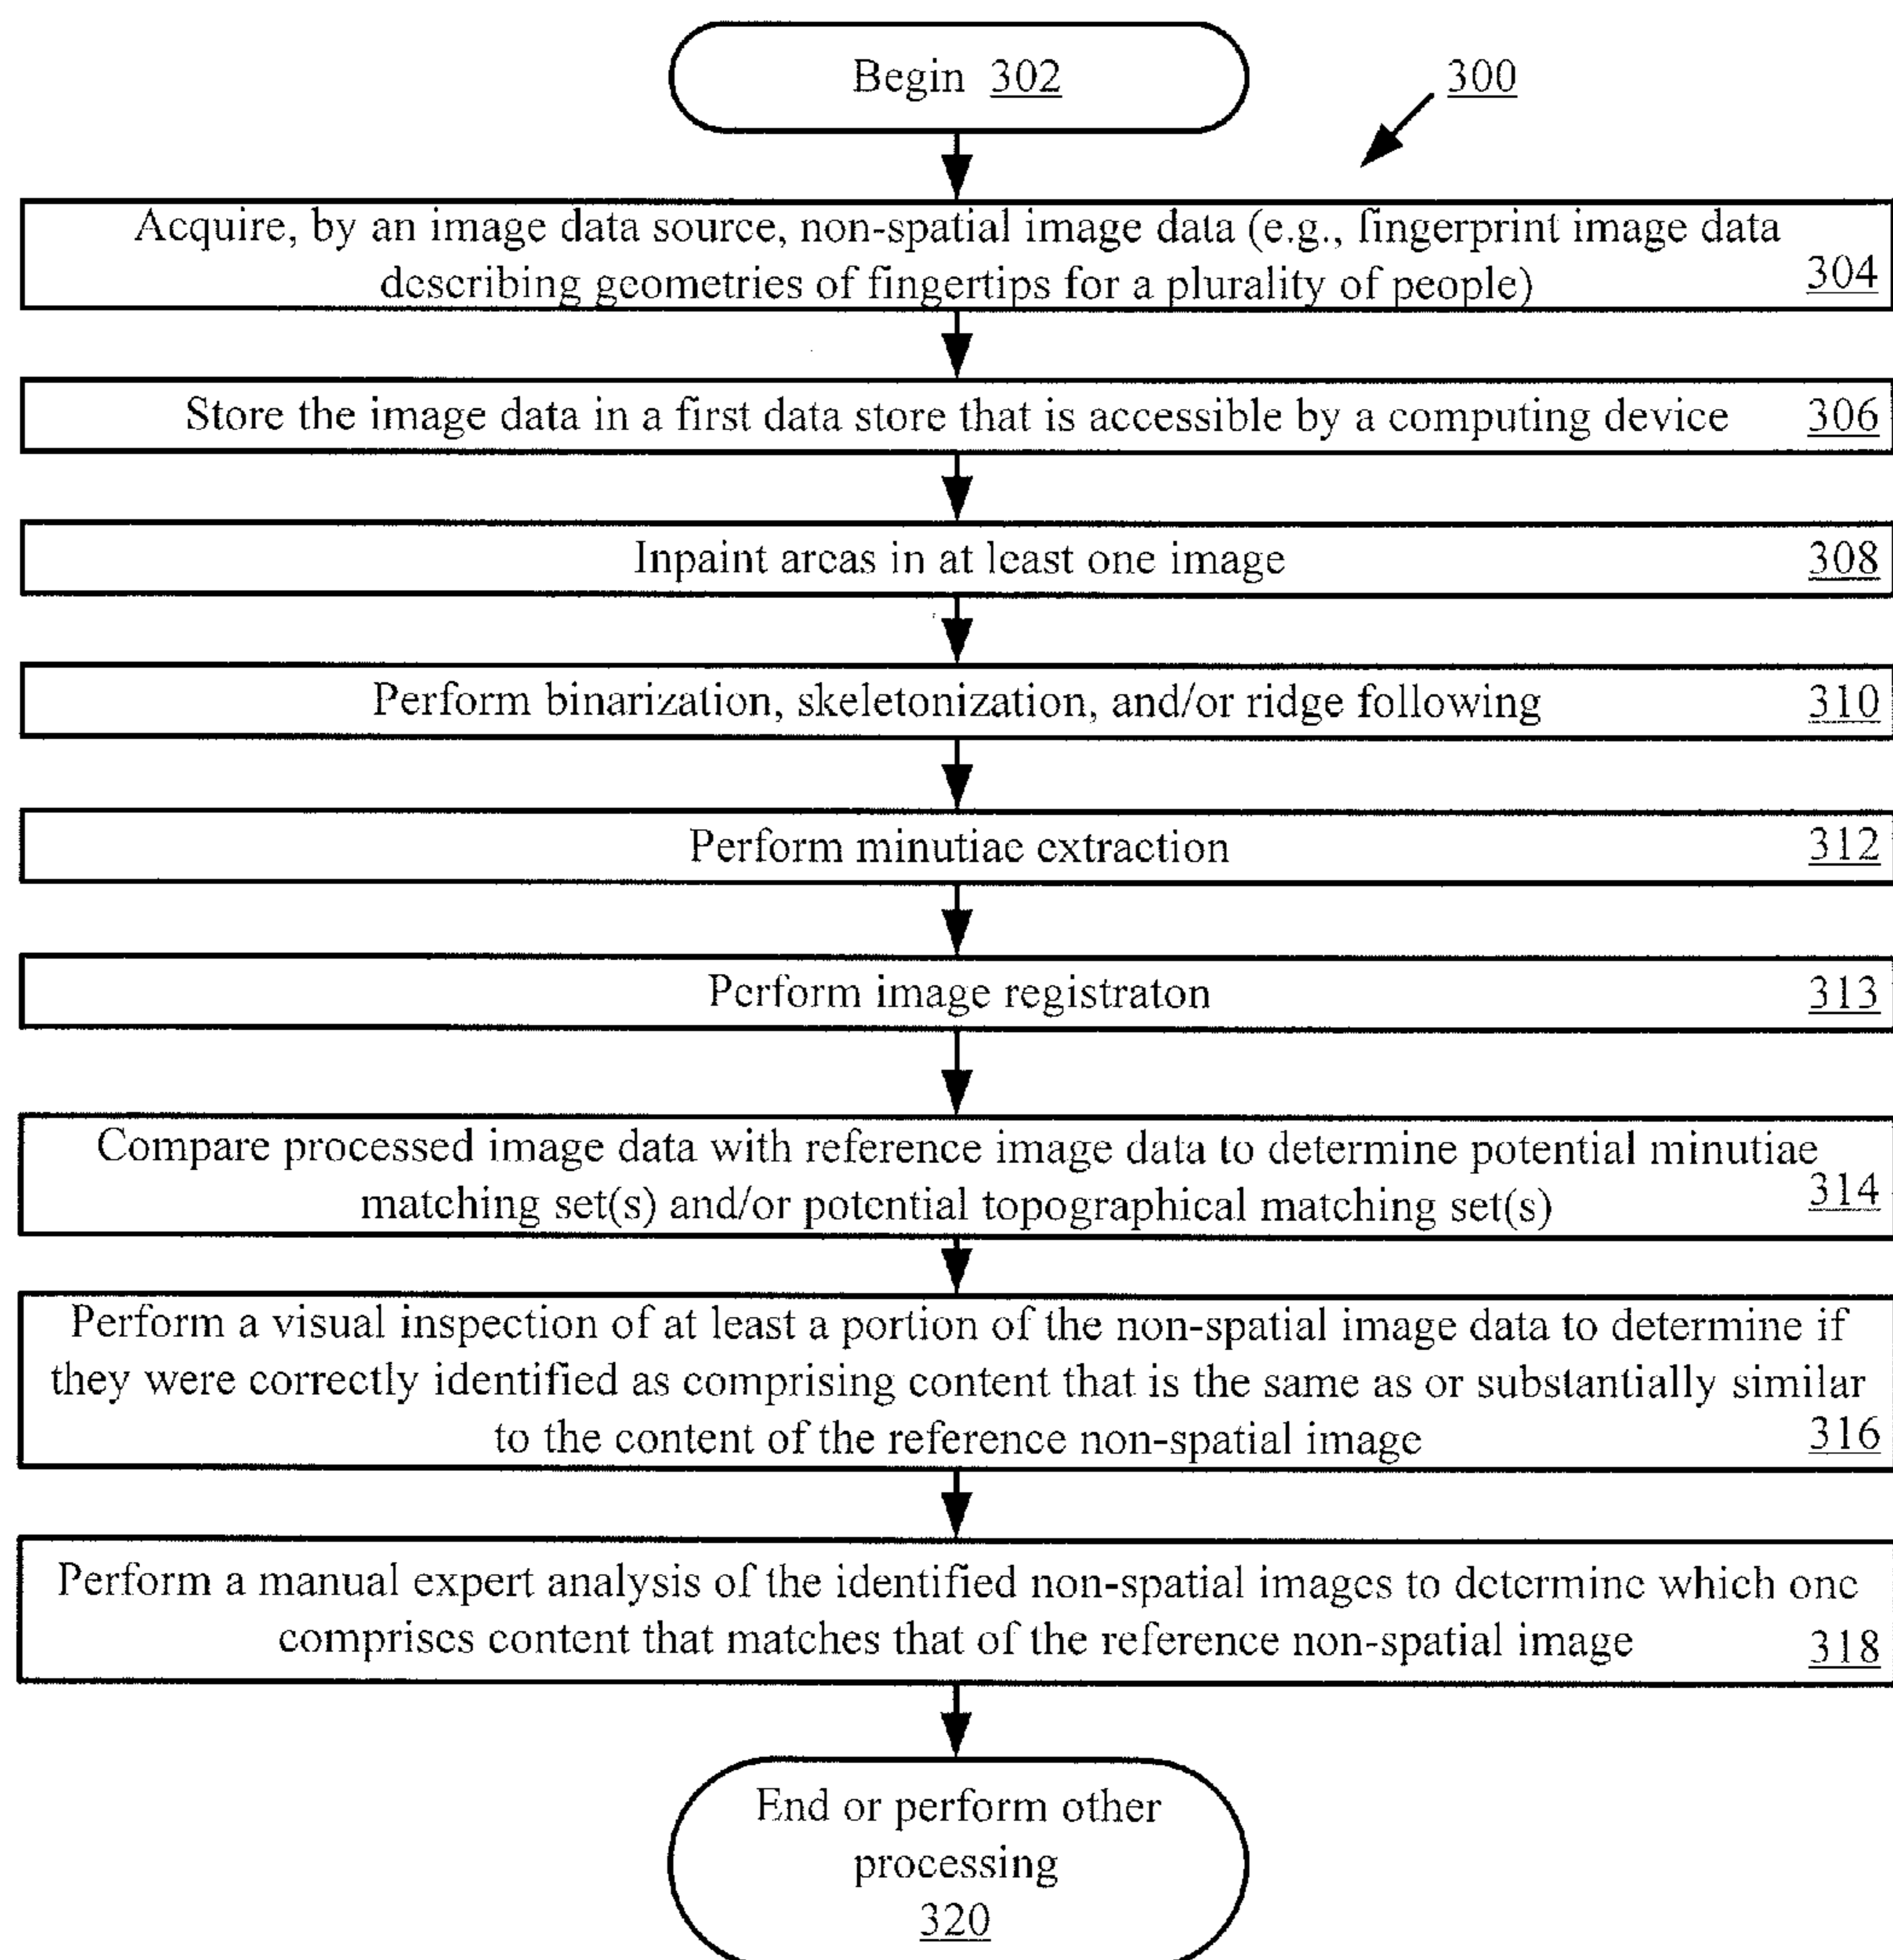 Begin 302
300
Acquire, by an image data source, non-spatial image data (e.g., fingerprint image data
describing geometries of fingertips for a plurality of people) 304
Store the image data in a first data store that is accessible by a computing device 306
Inpaint areas in at least one image 308
Perform binarization, skeletonization, and/or ridge following 310
Perform minutiae extraction 312
Perform image registraton 313
Compare processed image data with reference image data to determine potential minutiae
matching set(s) and/or potential topographical matching set(s) 314
Perform a visual inspection of at least a portion of the non-spatial image data to determine if
they were correctly identified as comprising content that is the same as or substantially similar
to the content of the reference non-spatial image 316
Perform a manual expert analysis of the identified non-spatial images to determine which one
comprises content that matches that of the reference non-spatial image 318
End or perform other
processing
320